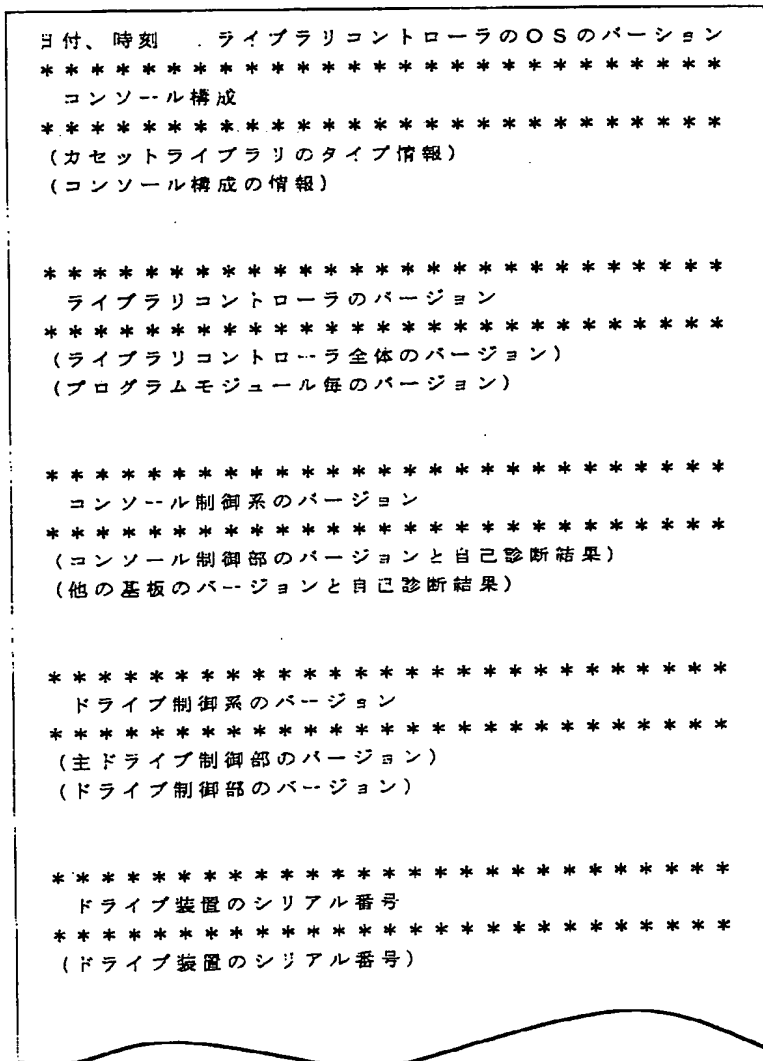 日付、時刻 ライブラリコントローラのOSのバーション
* * * * * * * * * * * * * * * * * * * * * * * * * * *
コンソール構成
* * * * * * * * * * * * * * * * * * * * * * * * * * *
(カセットライブラリのタイプ情報)
(コンソール構成の情報)
* * * * * * * * * * * * * * * * * * * * * * * * * * *
ライブラリコントローラのバージョン
* * * * * * * * * * * * * * * * * * * * * * * * * * *
(ライブラリコントローラ全体のバージョン)
(プログラムモジュール毎のバージョン)
* * * * * * * * * * * * * * * * * * * * * * * * * * *
コンソール制御系のバージョン
* * * * * * * * * * * * * * * * * * * * * * * * * * *
(コンソール制御部のバージョンと自己診断結果)
(他の基板のバージョンと自己診断結果)
* * * * * * * * * * * * * * * * * * * * * * * * * * *
ドライブ制御系のバージョン
* * * * * * * * * * * * * * * * * * * * * * * * * * *
(主ドライブ制御部のバージョン)
(ドライブ制御部のバージョン)
* * * * * * * * * * * * * * * * * * * * * * * * * * *
ドライブ装置のシリアル番号
* * * * * * * * * * * * * * * * * * * * * * * * * * *
(ドライブ装置のシリアル番号)